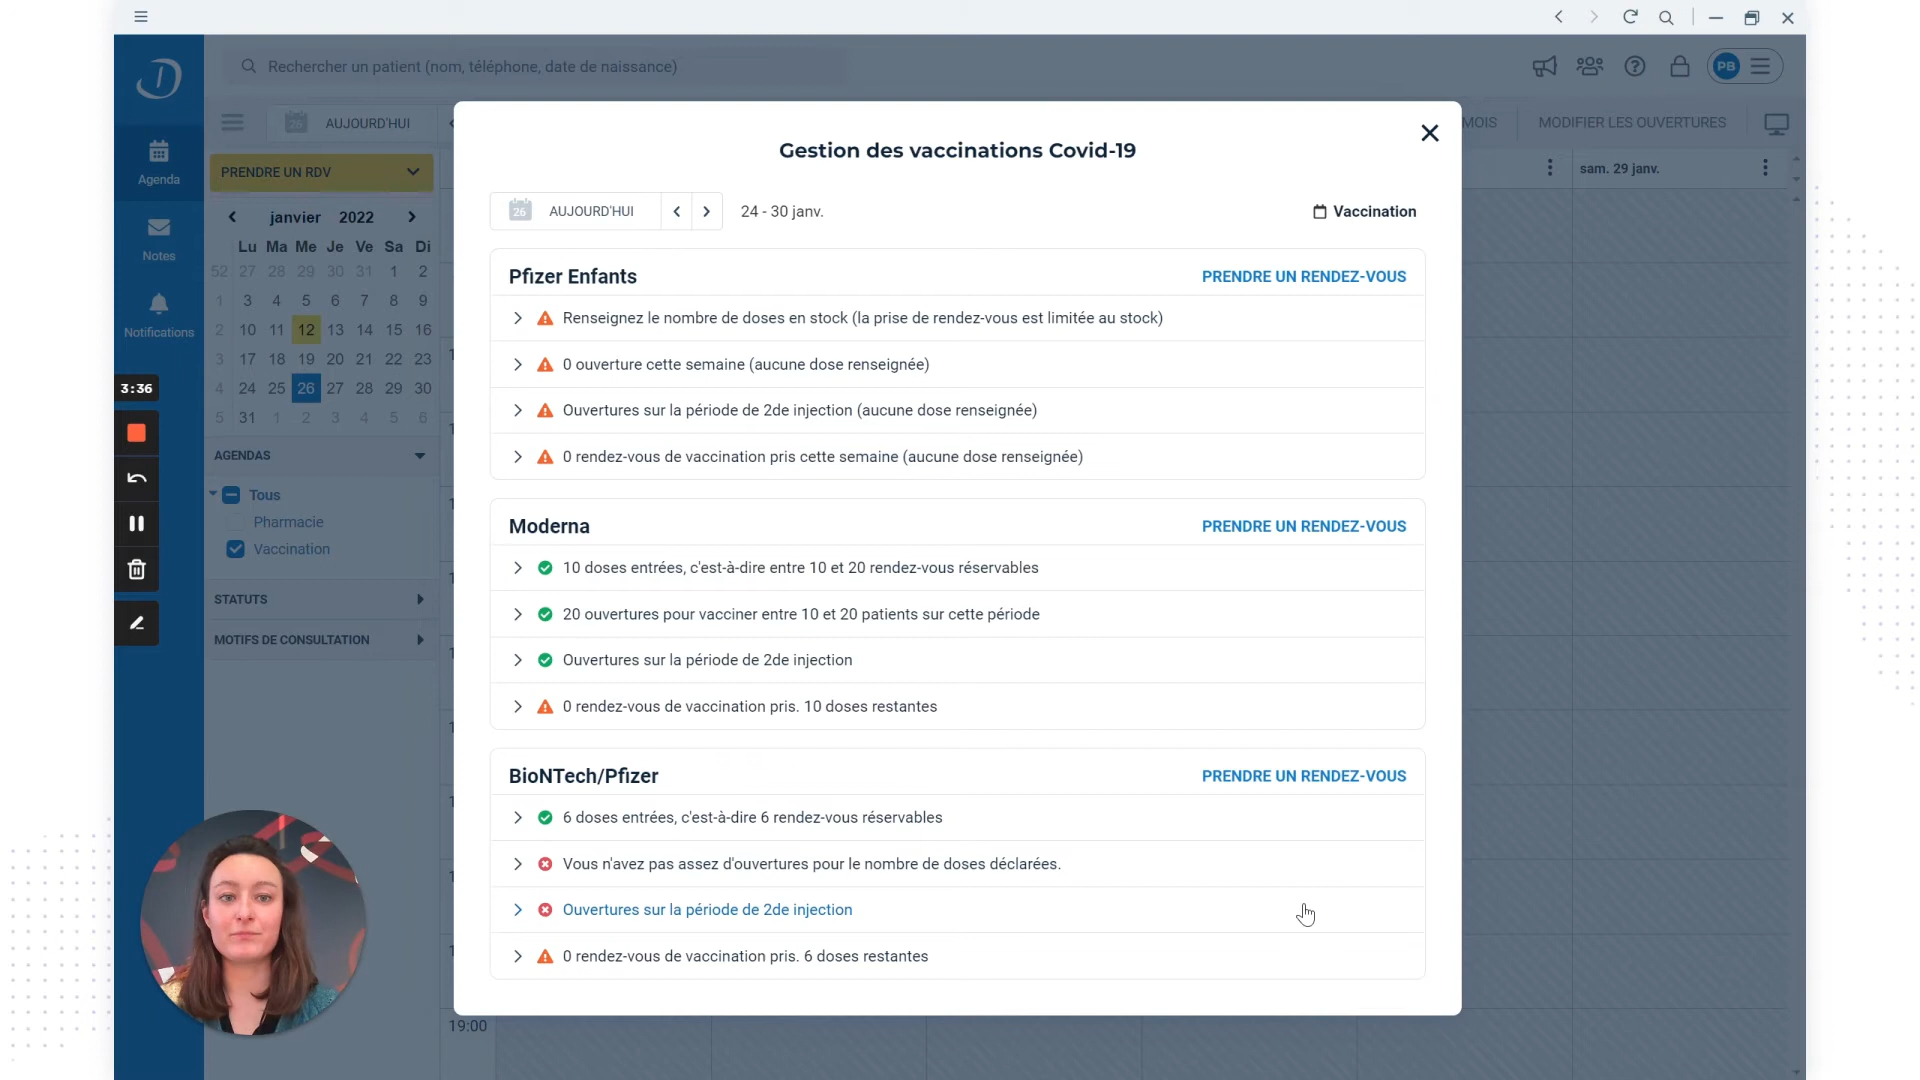 Rechercher un patient (nom, téléphone, date de naissance)
PB
Agenda
Notes
Notifications
26 AUJOURD'HUI
MOIS
MODIFIER LES OUVERTURES
PRENDRE UN RDV
sam. 29 janv.
janvier 2022
Lu Ma Me Je Ve Sa Di
52 27 28 29 30 31 1 2
1 3 4 5 6 7 8 9
2 10 11 12 13 14 15 16
3 17 18 19 20 21 22 23
4 24 25 26 27 28 29 30
5 31 1 2 3 4 5 6
3:36
AGENDAS
Tous
Pharmacie
Vaccination
STATUTS
MOTIFS DE CONSULTATION
19:00
Gestion des vaccinations Covid-19
26 AUJOURD'HUI
24 - 30 janv.
Vaccination
Pfizer Enfants
PRENDRE UN RENDEZ-VOUS
Renseignez le nombre de doses en stock (la prise de rendez-vous est limitée au stock)
0 ouverture cette semaine (aucune dose renseignée)
Ouvertures sur la période de 2de injection (aucune dose renseignée)
0 rendez-vous de vaccination pris cette semaine (aucune dose renseignée)
Moderna
PRENDRE UN RENDEZ-VOUS
10 doses entrées, c'est-à-dire entre 10 et 20 rendez-vous réservables
20 ouvertures pour vacciner entre 10 et 20 patients sur cette période
Ouvertures sur la période de 2de injection
0 rendez-vous de vaccination pris. 10 doses restantes
BioNTech/Pfizer
PRENDRE UN RENDEZ-VOUS
6 doses entrées, c'est-à-dire 6 rendez-vous réservables
Vous n'avez pas assez d'ouvertures pour le nombre de doses déclarées.
Ouvertures sur la période de 2de injection
0 rendez-vous de vaccination pris. 6 doses restantes